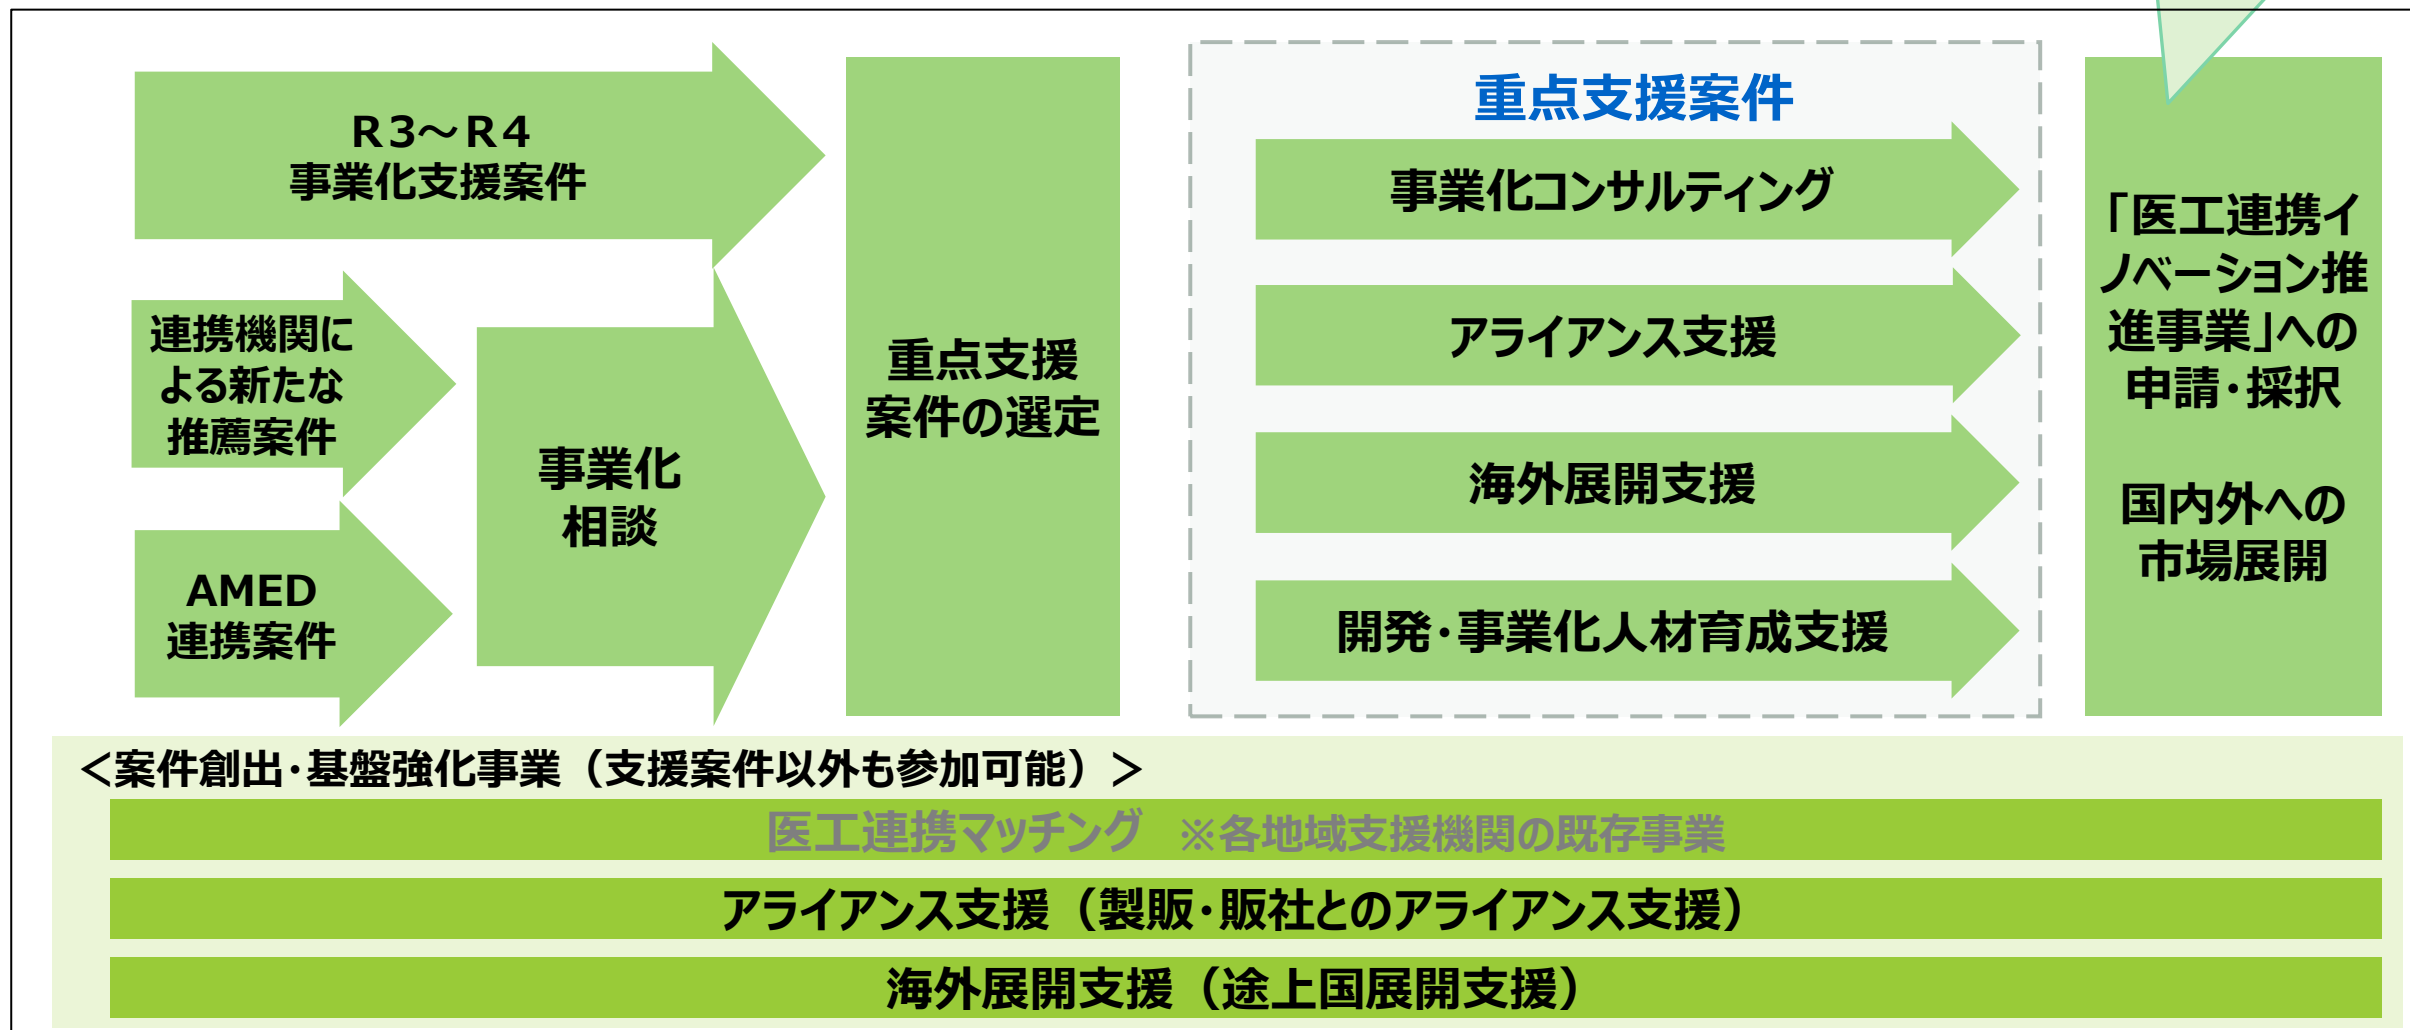 R3～R4
事業化支援案件
連携機関に
よる新たな
推薦案件
AMED
連携案件
事業化
相談
重点支援
案件の選定
重点支援案件
事業化コンサルティング
アライアンス支援
海外展開支援
開発・事業化人材育成支援
「医工連携イ
ノベーション推
進事業」への
申請・採択
国内外への
市場展開
＜案件創出・基盤強化事業（支援案件以外も参加可能）＞
医工連携マッチング　※各地域支援機関の既存事業
アライアンス支援（製販・販社とのアライアンス支援）
海外展開支援（途上国展開支援）